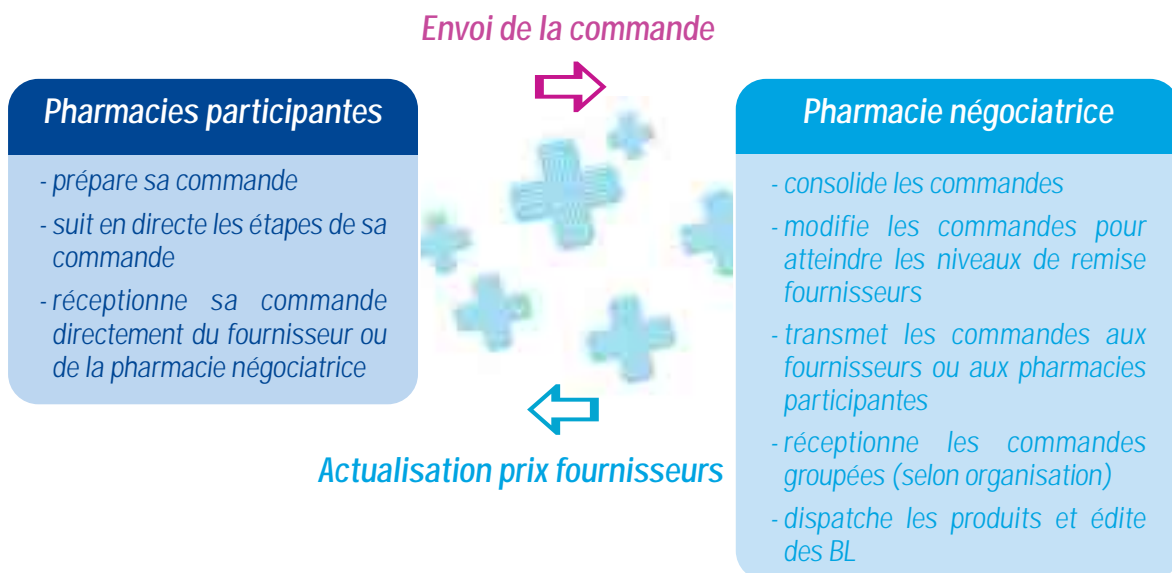 Envoi de la commande
Pharmacies participantes
- prépare sa commande
- suit en directe les étapes de sa
commande
- réceptionne sa commande
directement du fournisseur ou
de la pharmacie négociatrice
Actualisation prix fournisseurs
Pharmacie négociatrice
- consolide les commandes
- modifie les commandes pour
atteindre les niveaux de remise
fournisseurs
- transmet les commandes aux
fournisseurs ou aux pharmacies
participantes
- réceptionne les commandes
groupées (selon organisation)
- dispatche les produits et édite
des BL